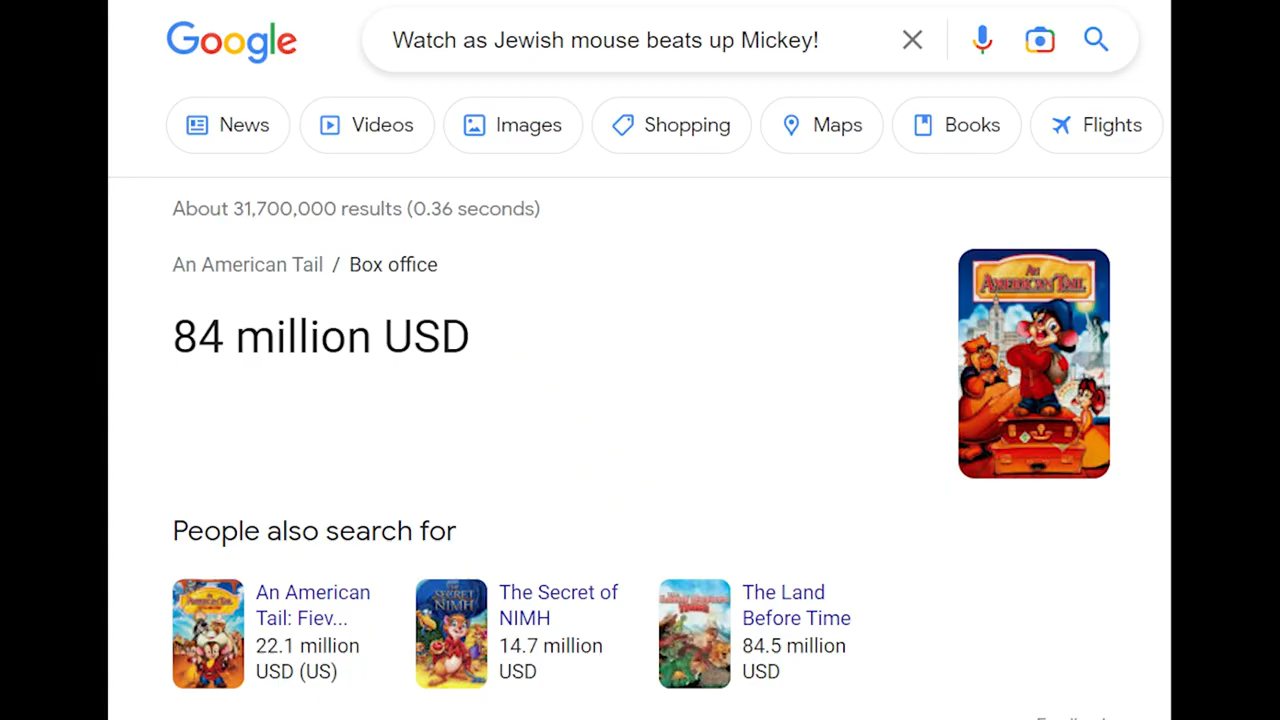 Google
Watch as Jewish mouse beats up Mickey!
News Videos Images Shopping Maps Books Flights
About 31,700,000 results (0.36 seconds)
An American Tail / Box office
84 million USD
AN
AMERICAN TAIL
People also search for
An American
Tail: Fiev...
22.1 million
USD (US)
The Secret of
NIMH
14.7 million
USD
The Land
Before Time
84.5 million
USD